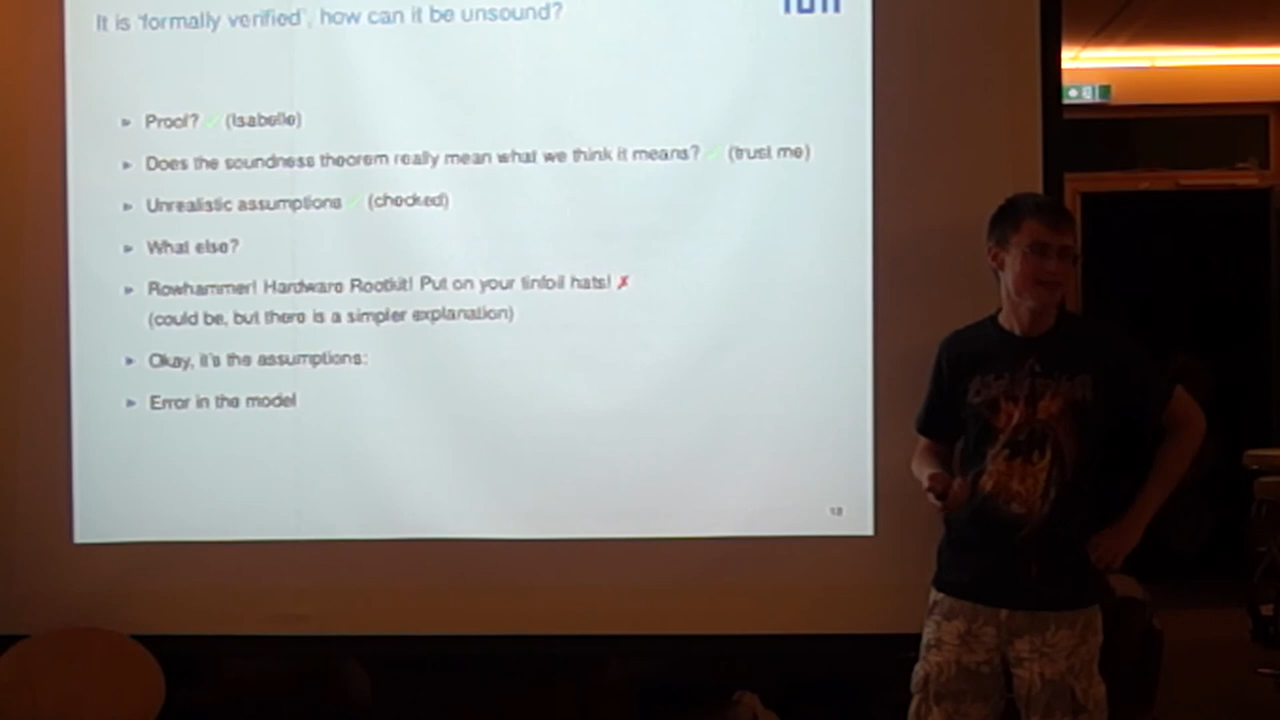 It is 'formally verified', how can it be unsound?
TUM
Proof? ✓ (Isabelle)
Does the soundness theorem really mean what we think it means? ✓ (trust me)
Unrealistic assumptions ✓ (checked)
What else?
Rowhammer! Hardware Rootkit! Put on your tinfoil hats! ✗
(could be, but there is a simpler explanation)
Okay, it's the assumptions:
Error in the model